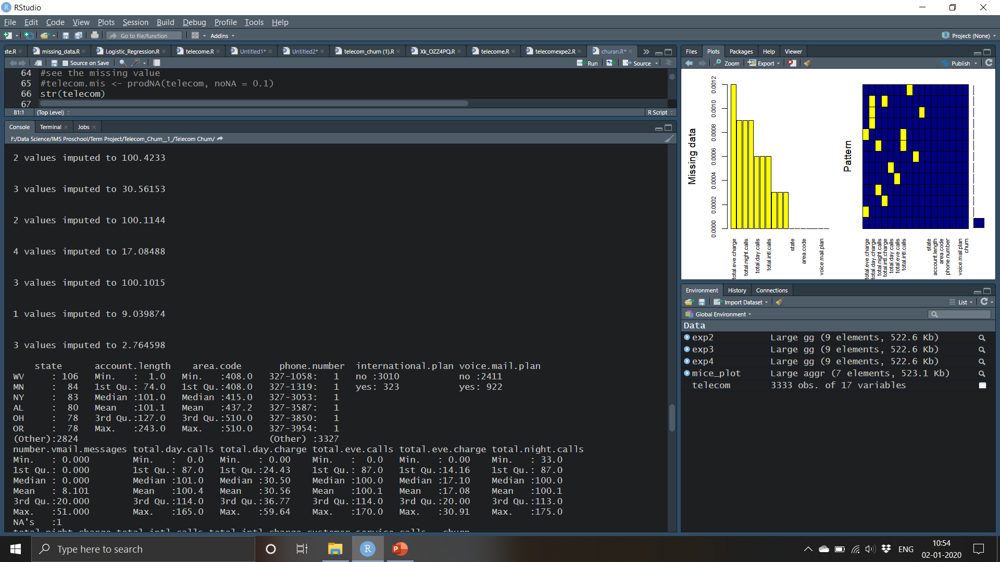 RStudio
File Edit Code View Plots Session Build Debug Profile Tools Help
Go to file/function Addins Project: (None)
ate.R missing_data.R Logistic_Regression.R telecome.R Untitled1* Untitled2* telecom_churn (1).R Xk_OZZ4PQ.R telecome.R telecomexpe2.R churan.R*
Source on Save Run Source
64 #see the missing value
65 #telecom.mis <- prodNA(telecom, noNA = 0.1)
66 str(telecom)
67
81:1 (Top Level) R Script
Console Terminal Jobs
F:/Data Science/IMS Proschool/Term Project/Telecom_Churn__1_/Telecom Churn/
2 values imputed to 100.4233
3 values imputed to 30.56153
2 values imputed to 100.1144
4 values imputed to 17.08488
3 values imputed to 100.1015
1 values imputed to 9.039874
3 values imputed to 2.764598
state account.length area.code phone.number international.plan voice.mail.plan
WV : 106 Min. : 1.0 Min. :408.0 327-1058: 1 no :3010 no :2411
MN : 84 1st Qu.: 74.0 1st Qu.:408.0 327-1319: 1 yes: 323 yes: 922
NY : 83 Median :101.0 Median :415.0 327-3053: 1
AL : 80 Mean :101.1 Mean :437.2 327-3587: 1
OH : 78 3rd Qu.:127.0 3rd Qu.:510.0 327-3850: 1
OR : 78 Max. :243.0 Max. :510.0 327-3954: 1
(Other):2824 (Other) :3327
number.vmail.messages total.day.calls total.day.charge total.eve.calls total.eve.charge total.night.calls
Min. : 0.000 Min. : 0.0 Min. : 0.00 Min. : 0.0 Min. : 0.00 Min. : 33.0
1st Qu.: 0.000 1st Qu.: 87.0 1st Qu.:24.43 1st Qu.: 87.0 1st Qu.:14.16 1st Qu.: 87.0
Median : 0.000 Median :101.0 Median :30.50 Median :100.0 Median :17.10 Median :100.0
Mean : 8.101 Mean :100.4 Mean :30.56 Mean :100.1 Mean :17.08 Mean :100.1
3rd Qu.:20.000 3rd Qu.:114.0 3rd Qu.:36.77 3rd Qu.:114.0 3rd Qu.:20.00 3rd Qu.:113.0
Max. :51.000 Max. :165.0 Max. :59.64 Max. :170.0 Max. :30.91 Max. :175.0
NA's :1
total.night.charge total.intl.calls total.intl.charge customer.service.calls churn
Files Plots Packages Help Viewer
Zoom Export Publish
Missing data
0.0000 0.0002 0.0004 0.0006 0.0008 0.0010 0.0012
total.eve.charge
total.night.calls
total.day.calls
total.intl.calls
state
area.code
voice.mail.plan
Pattern
total.eve.charge
total.day.charge
total.night.calls
total.intl.charge
total.day.calls
total.eve.calls
total.intl.calls
state
account.length
area.code
phone.number
voice.mail.plan
churn
Environment History Connections
Import Dataset List
Global Environment
Data
exp2 Large gg (9 elements, 522.6 Kb)
exp3 Large gg (9 elements, 522.6 Kb)
exp4 Large gg (9 elements, 522.6 Kb)
mice_plot Large aggr (7 elements, 523.1 Kb)
telecom 3333 obs. of 17 variables
Type here to search
ENG
10:54
02-01-2020